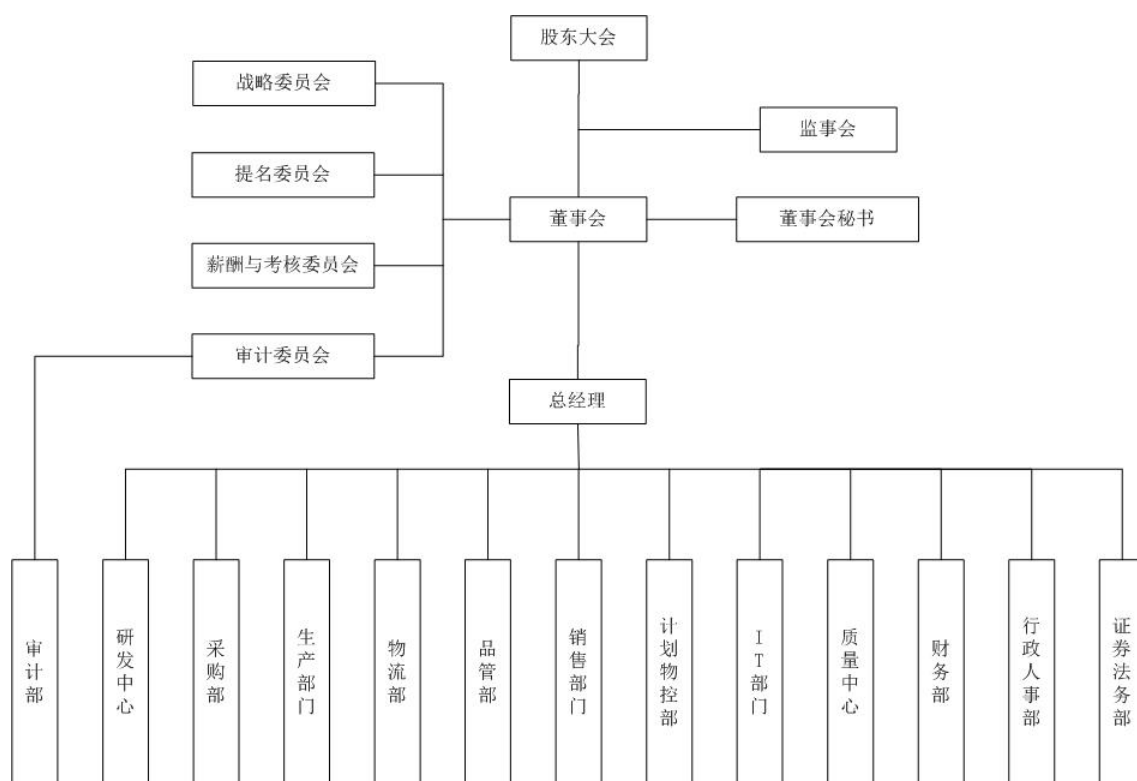 股东大会
战略委员会
监事会
提名委员会
董事会
董事会秘书
薪酬与考核委员会
审计委员会
总经理
审计部
研发中心
采购部
生产部门
物流部
品管部
销售部门
计划物控部
IT部门
质量中心
财务部
行政人事部
证券法务部